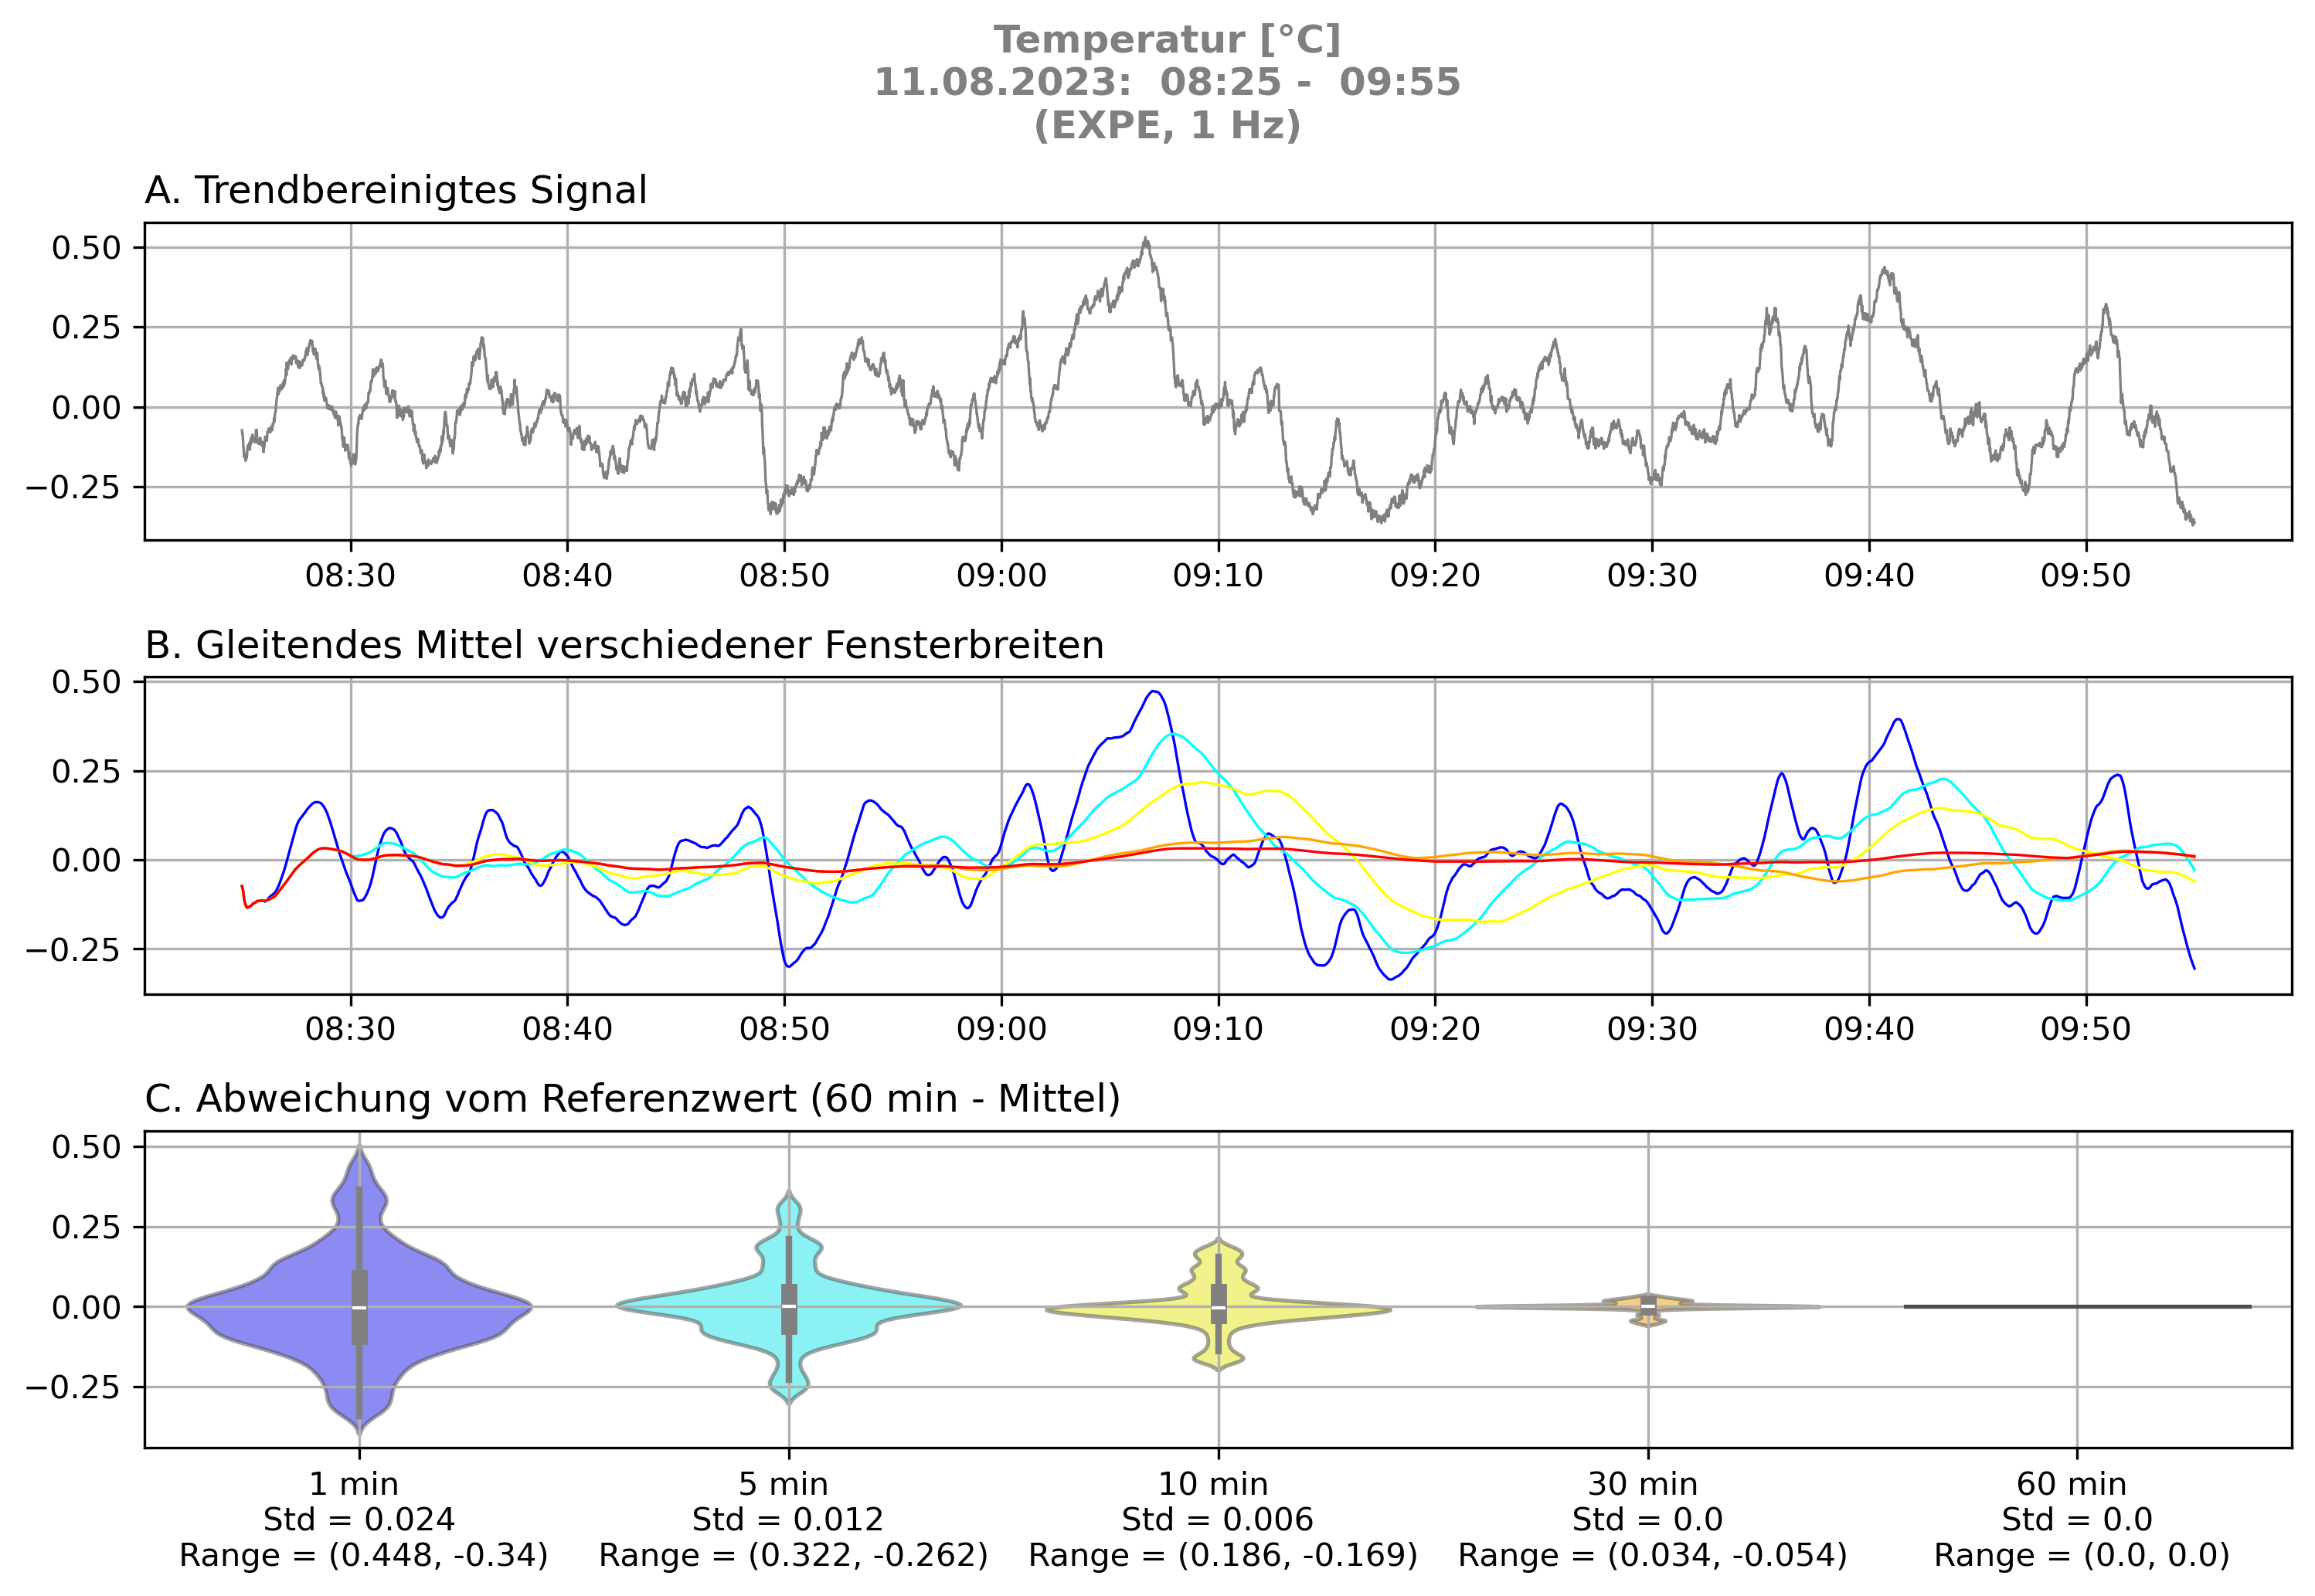 Temperatur [°C]
11.08.2023:  08:25 -  09:55
(EXPE, 1 Hz)
A. Trendbereinigtes Signal
0.50
0.25
0.00
−0.25
08:30 08:40 08:50 09:00 09:10 09:20 09:30 09:40 09:50
B. Gleitendes Mittel verschiedener Fensterbreiten
0.50
0.25
0.00
−0.25
08:30 08:40 08:50 09:00 09:10 09:20 09:30 09:40 09:50
C. Abweichung vom Referenzwert (60 min - Mittel)
0.50
0.25
0.00
−0.25
1 min 5 min 10 min 30 min 60 min
Std = 0.024 Std = 0.012 Std = 0.006 Std = 0.0 Std = 0.0
Range = (0.448, -0.34) Range = (0.322, -0.262) Range = (0.186, -0.169) Range = (0.034, -0.054) Range = (0.0, 0.0)